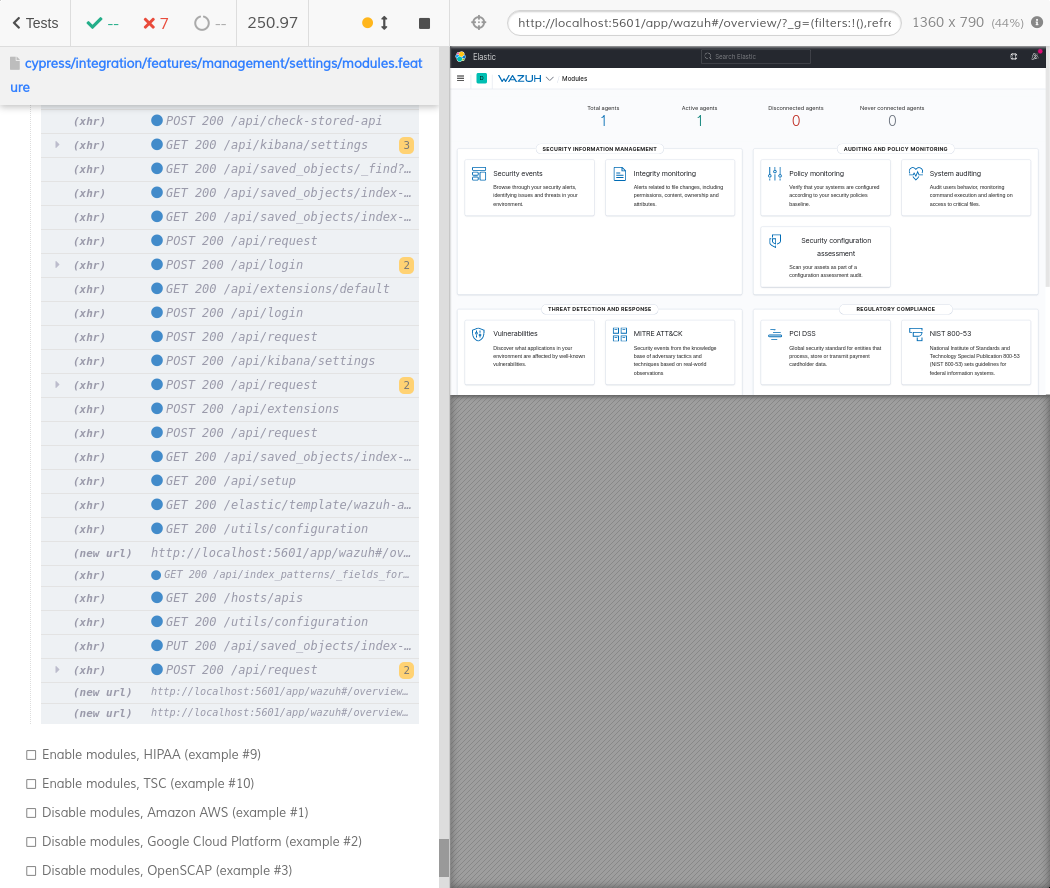 Tests
--
7
--
250.97
cypress/integration/features/management/settings/modules.feat
ure
(xhr) POST 200 /api/check-stored-api
(xhr) GET 200 /api/kibana/settings 3
(xhr) GET 200 /api/saved_objects/_find?…
(xhr) GET 200 /api/saved_objects/index-…
(xhr) GET 200 /api/saved_objects/index-…
(xhr) POST 200 /api/request
(xhr) POST 200 /api/login 2
(xhr) GET 200 /api/extensions/default
(xhr) POST 200 /api/login
(xhr) POST 200 /api/request
(xhr) POST 200 /api/kibana/settings
(xhr) POST 200 /api/request 2
(xhr) POST 200 /api/extensions
(xhr) POST 200 /api/request
(xhr) GET 200 /api/saved_objects/index-…
(xhr) GET 200 /api/setup
(xhr) GET 200 /elastic/template/wazuh-a…
(xhr) GET 200 /utils/configuration
(new url) http://localhost:5601/app/wazuh#/ov…
(xhr) GET 200 /api/index_patterns/_fields_for…
(xhr) GET 200 /hosts/apis
(xhr) GET 200 /utils/configuration
(xhr) PUT 200 /api/saved_objects/index-…
(xhr) POST 200 /api/request 2
(new url) http://localhost:5601/app/wazuh#/overview…
(new url) http://localhost:5601/app/wazuh#/overview…
Enable modules, HIPAA (example #9)
Enable modules, TSC (example #10)
Disable modules, Amazon AWS (example #1)
Disable modules, Google Cloud Platform (example #2)
Disable modules, OpenSCAP (example #3)
http://localhost:5601/app/wazuh#/overview/?_g=(filters:!(),refre
1360 x 790 (44%)
Elastic
Search Elastic
D
WAZUH
Modules
Total agents
1
Active agents
1
Disconnected agents
0
Never connected agents
0
SECURITY INFORMATION MANAGEMENT
Security events
Browse through your security alerts,
identifying issues and threats in your
environment.
Integrity monitoring
Alerts related to file changes, including
permissions, content, ownership and
attributes.
AUDITING AND POLICY MONITORING
Policy monitoring
Verify that your systems are configured
according to your security policies
baseline.
System auditing
Audit users behavior, monitoring
command execution and alerting on
access to critical files.
Security configuration
assessment
Scan your assets as part of a
configuration assessment audit.
THREAT DETECTION AND RESPONSE
Vulnerabilities
Discover what applications in your
environment are affected by well-known
vulnerabilities.
MITRE ATT&CK
Security events from the knowledge
base of adversary tactics and
techniques based on real-world
observations
REGULATORY COMPLIANCE
PCI DSS
Global security standard for entities that
process, store or transmit payment
cardholder data.
NIST 800-53
National Institute of Standards and
Technology Special Publication 800-53
(NIST 800-53) sets guidelines for
federal information systems.